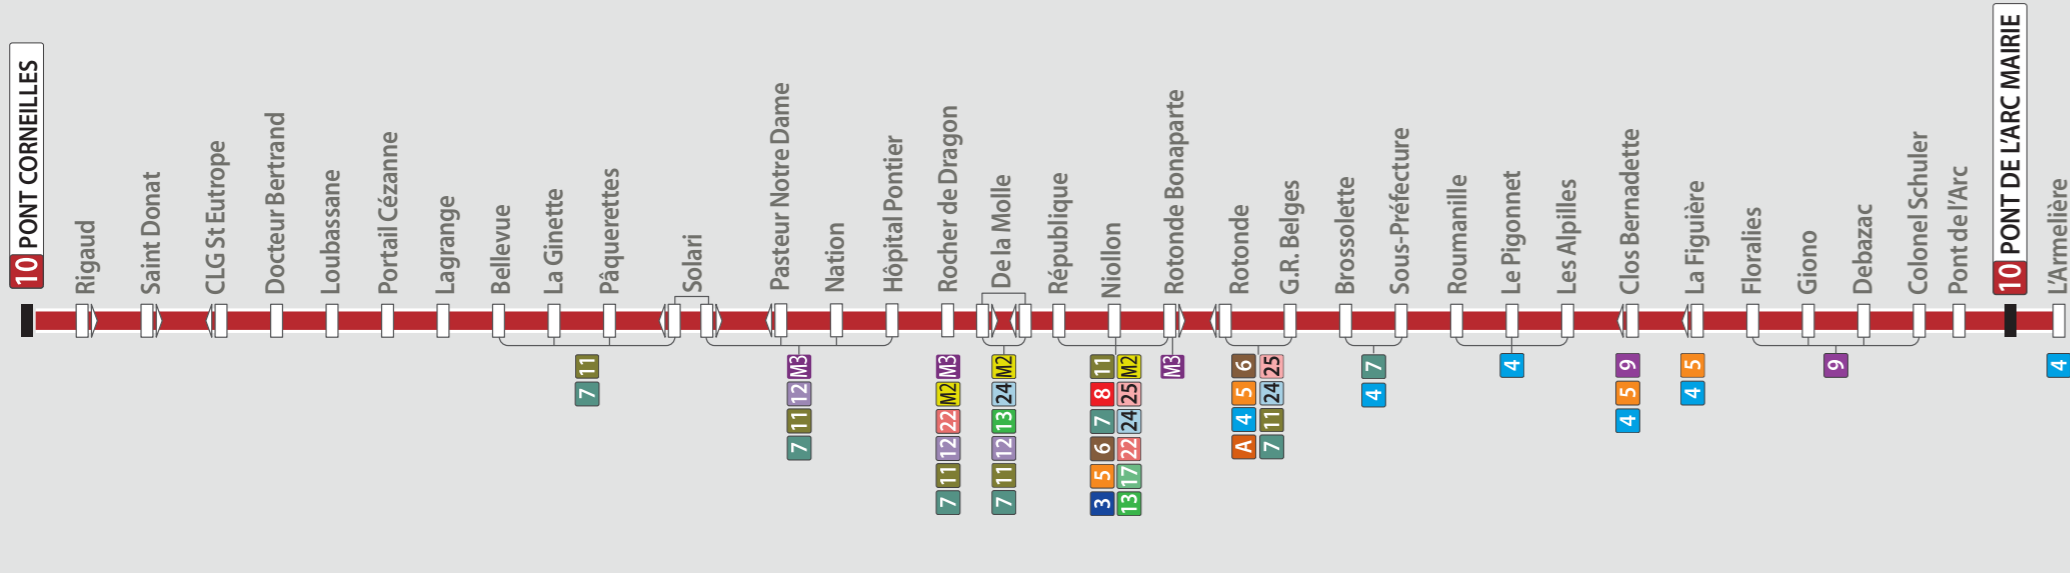 10 PONT CORNEILLES
Rigaud
Saint Donat
CLG St Eutrope
Docteur Bertrand
Loubassane
Portail Cézanne
Lagrange
Bellevue
La Ginette
Pâquerettes
7 11
Solari
Pasteur Notre Dame
Nation
Hôpital Pontier
7 11 12 M3
Rocher de Dragon
7 11 12 22 M2 M3
De la Molle
7 11 12 13 24 M2
République
Niollon
Rotonde Bonaparte
3 5 6 7 8 11
13 17 22 24 25 M2
M3
Rotonde
G.R. Belges
A 4 5 6
7 11 24 25
Brossolette
Sous-Préfecture
4 7
Roumanille
Le Pigonnet
Les Alpilles
4
Clos Bernadette
4 5 9
La Figuière
4 5
Floralies
Giono
Debazac
Colonel Schuler
9
Pont de l'Arc
10 PONT DE L'ARC MAIRIE
L'Armelière
4